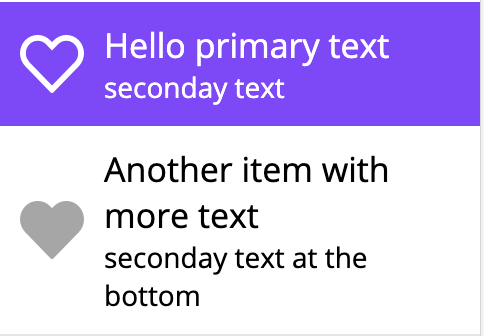 Hello primary text
seconday text
Another item with
more text
seconday text at the
bottom